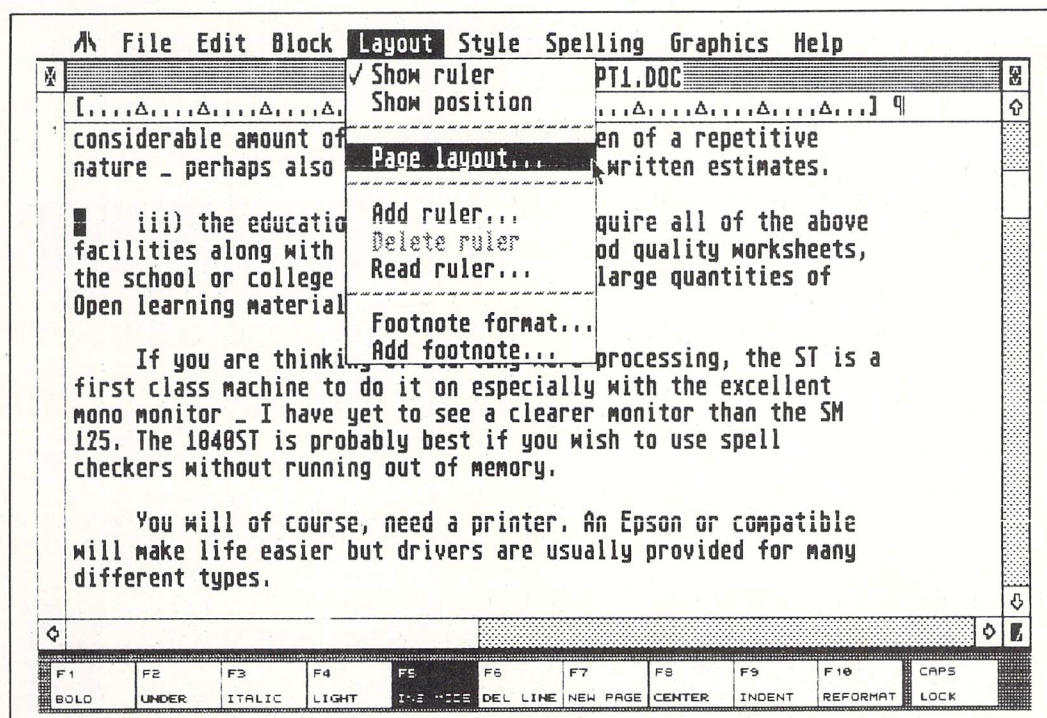 File Edit Block Layout Style Spelling Graphics Help
PT1.DOC
✓ Show ruler
Show position
Page layout...
Add ruler...
Delete ruler
Read ruler...
Footnote format...
Add footnote...
considerable amount of en of a repetitive
nature _ perhaps also written estimates.
iii) the educatio quire all of the above
facilities along with od quality worksheets,
the school or college large quantities of
Open learning material
If you are thinki processing, the ST is a
first class machine to do it on especially with the excellent
mono monitor _ I have yet to see a clearer monitor than the SM
125. The 1040ST is probably best if you wish to use spell
checkers without running out of memory.
You will of course, need a printer. An Epson or compatible
will make life easier but drivers are usually provided for many
different types.
F1 F2 F3 F4 F5 F6 F7 F8 F9 F10 CAPS
BOLD UNDER ITALIC LIGHT INS MODE DEL LINE NEW PAGE CENTER INDENT REFORMAT LOCK